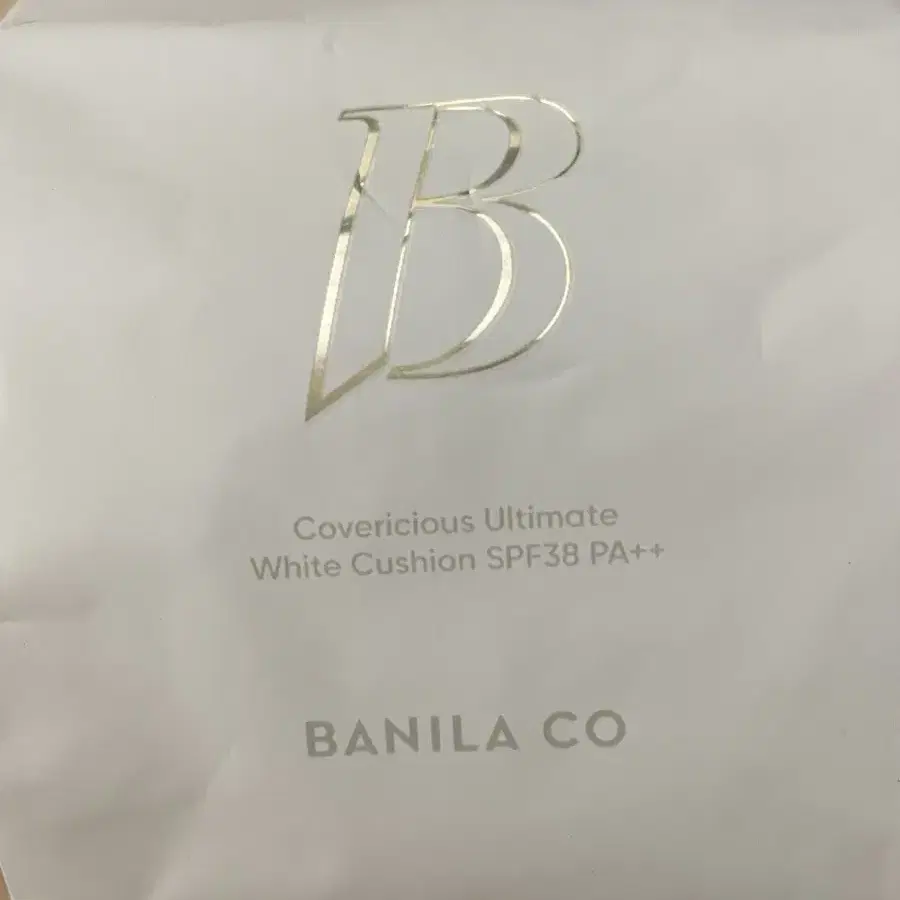 B
Covericious Ultimate
White Cushion SPF38 PA++
BANILA CO